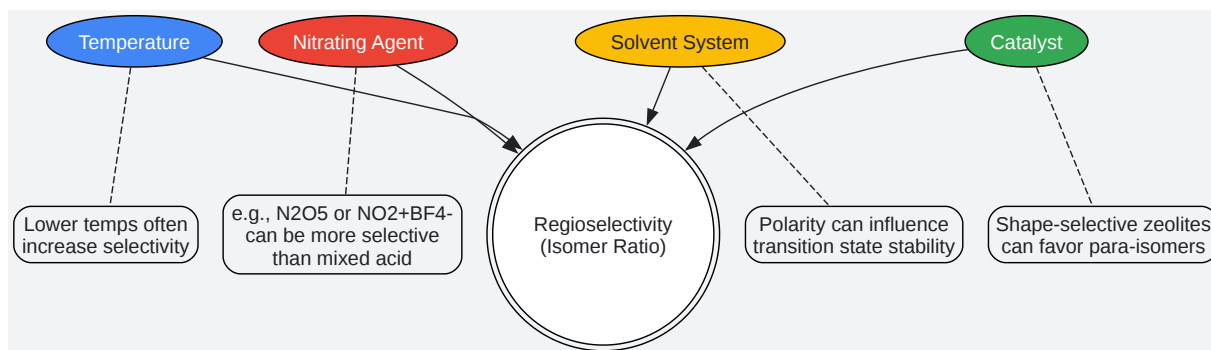 Temperature
Nitrating Agent
Solvent System
Catalyst
Lower temps often
increase selectivity
e.g., N2O5 or NO2+BF4-
can be more selective
than mixed acid
Regioselectivity
(Isomer Ratio)
Polarity can influence
transition state stability
Shape-selective zeolites
can favor para-isomers